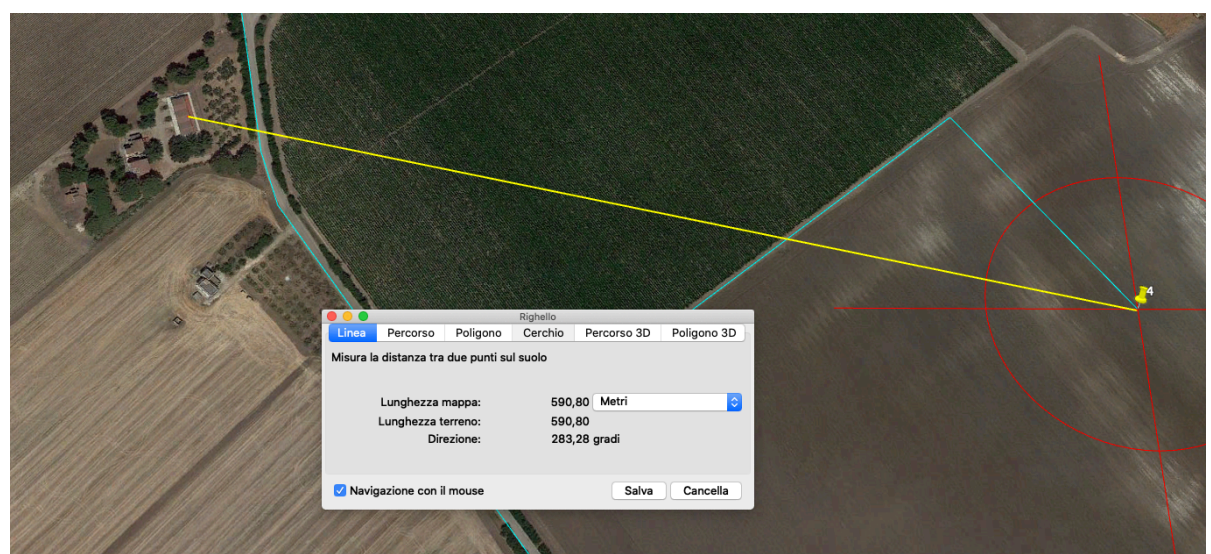 4
Righello
Linea Percorso Poligono Cerchio Percorso 3D Poligono 3D
Misura la distanza tra due punti sul suolo
Lunghezza mappa: 590,80 Metri
Lunghezza terreno: 590,80
Direzione: 283,28 gradi
Navigazione con il mouse Salva Cancella